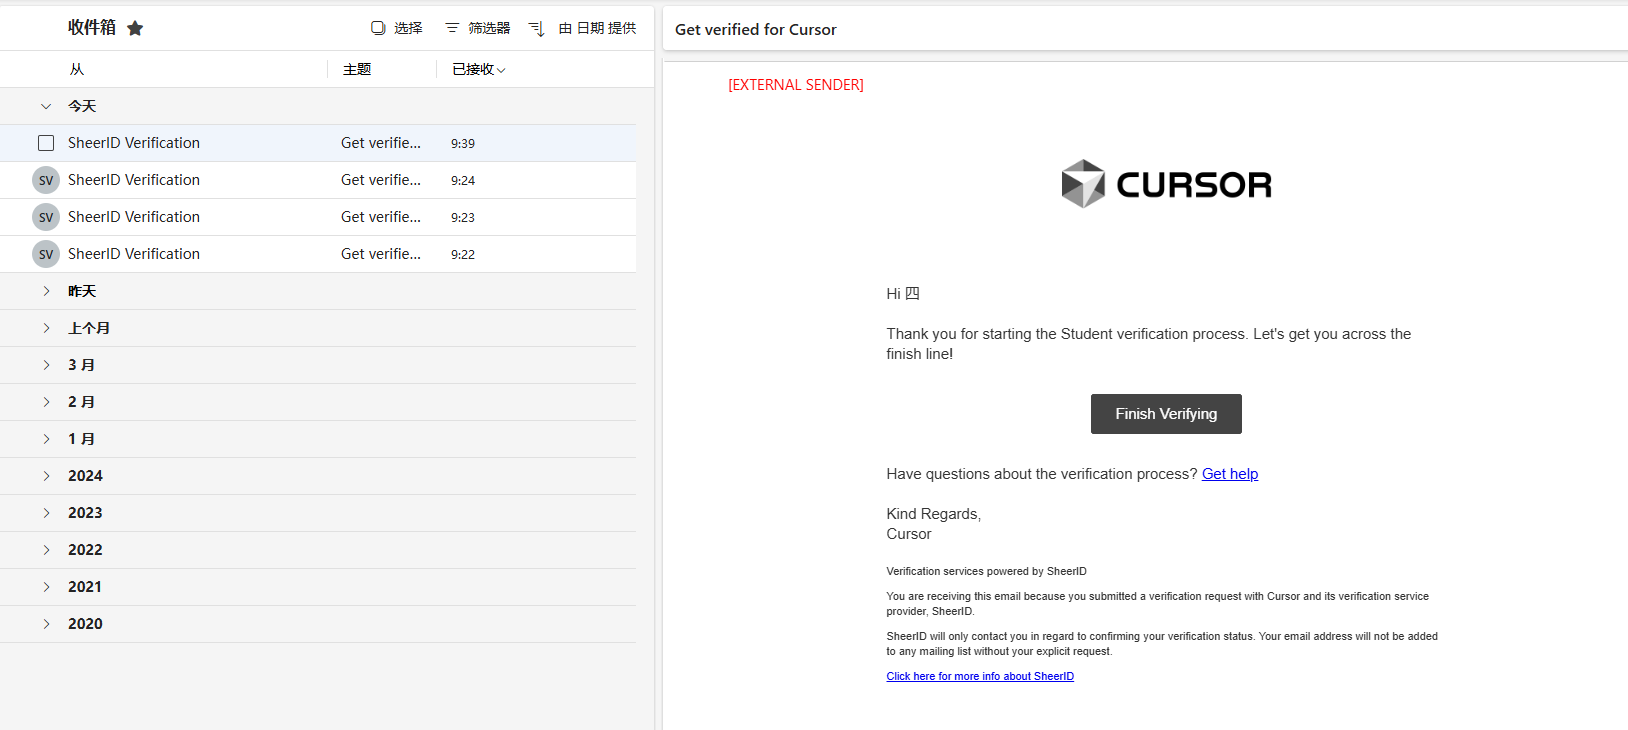 收件箱
选择
筛选器
由 日期 提供
从
主题
已接收
今天
SheerID Verification
Get verifie...
9:39
SV
SheerID Verification
Get verifie...
9:24
SV
SheerID Verification
Get verifie...
9:23
SV
SheerID Verification
Get verifie...
9:22
昨天
上个月
3 月
2 月
1 月
2024
2023
2022
2021
2020
Get verified for Cursor
[EXTERNAL SENDER]
CURSOR
Hi 四
Thank you for starting the Student verification process. Let's get you across the
finish line!
Finish Verifying
Have questions about the verification process? Get help
Kind Regards,
Cursor
Verification services powered by SheerID
You are receiving this email because you submitted a verification request with Cursor and its verification service
provider, SheerID.
SheerID will only contact you in regard to confirming your verification status. Your email address will not be added
to any mailing list without your explicit request.
Click here for more info about SheerID